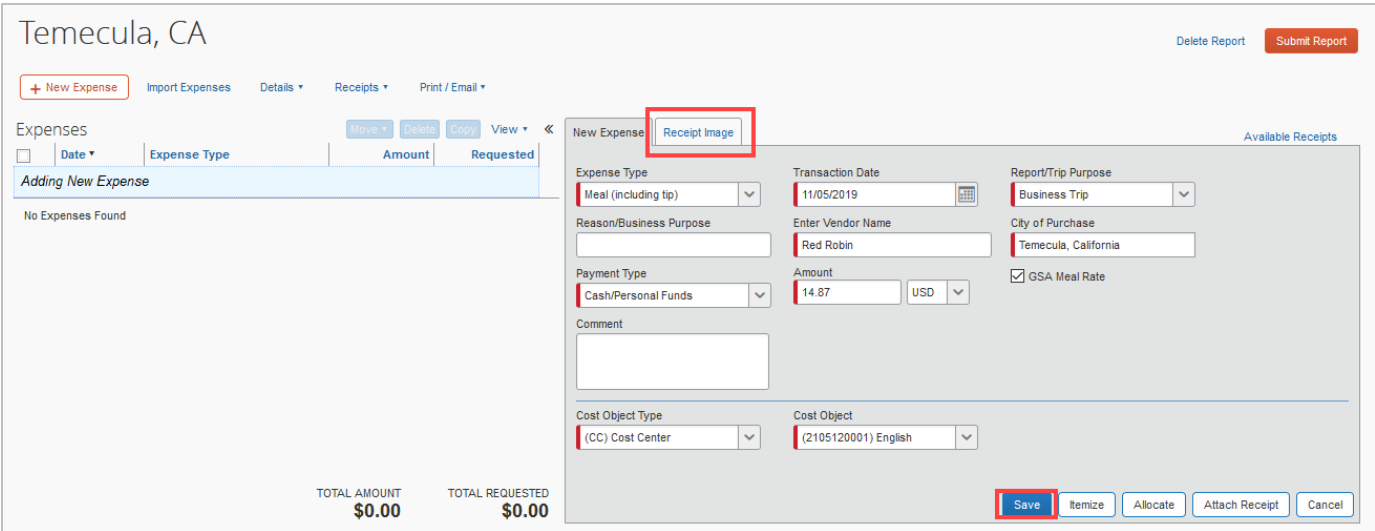 Temecula, CA
Delete Report Submit Report
+ New Expense Import Expenses Details Receipts Print / Email
Expenses Move Delete Copy View
New Expense Receipt Image Available Receipts
Date Expense Type Amount Requested
Adding New Expense
No Expenses Found
Expense Type Transaction Date Report/Trip Purpose
Meal (including tip) 11/05/2019 Business Trip
Reason/Business Purpose Enter Vendor Name City of Purchase
Red Robin Temecula, California
Payment Type Amount GSA Meal Rate
Cash/Personal Funds 14.87 USD
Comment
Cost Object Type Cost Object
(CC) Cost Center (2105120001) English
TOTAL AMOUNT TOTAL REQUESTED
$0.00 $0.00
Save Itemize Allocate Attach Receipt Cancel